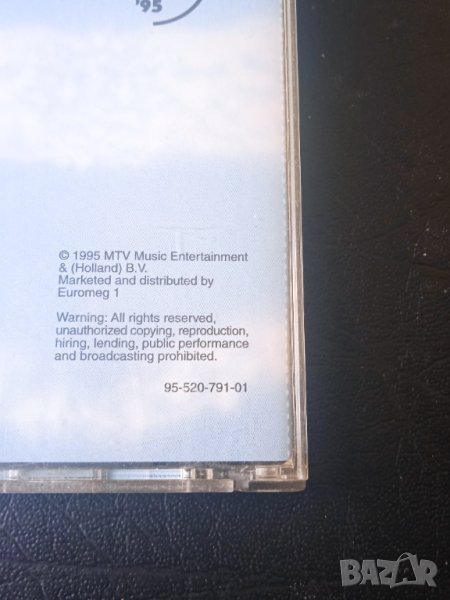 '95
© 1995 MTV Music Entertainment
& (Holland) B.V.
Marketed and distributed by
Euromeg 1
Warning: All rights reserved,
unauthorized copying, reproduction,
hiring, lending, public performance
and broadcasting prohibited.
95-520-791-01
BAZAR